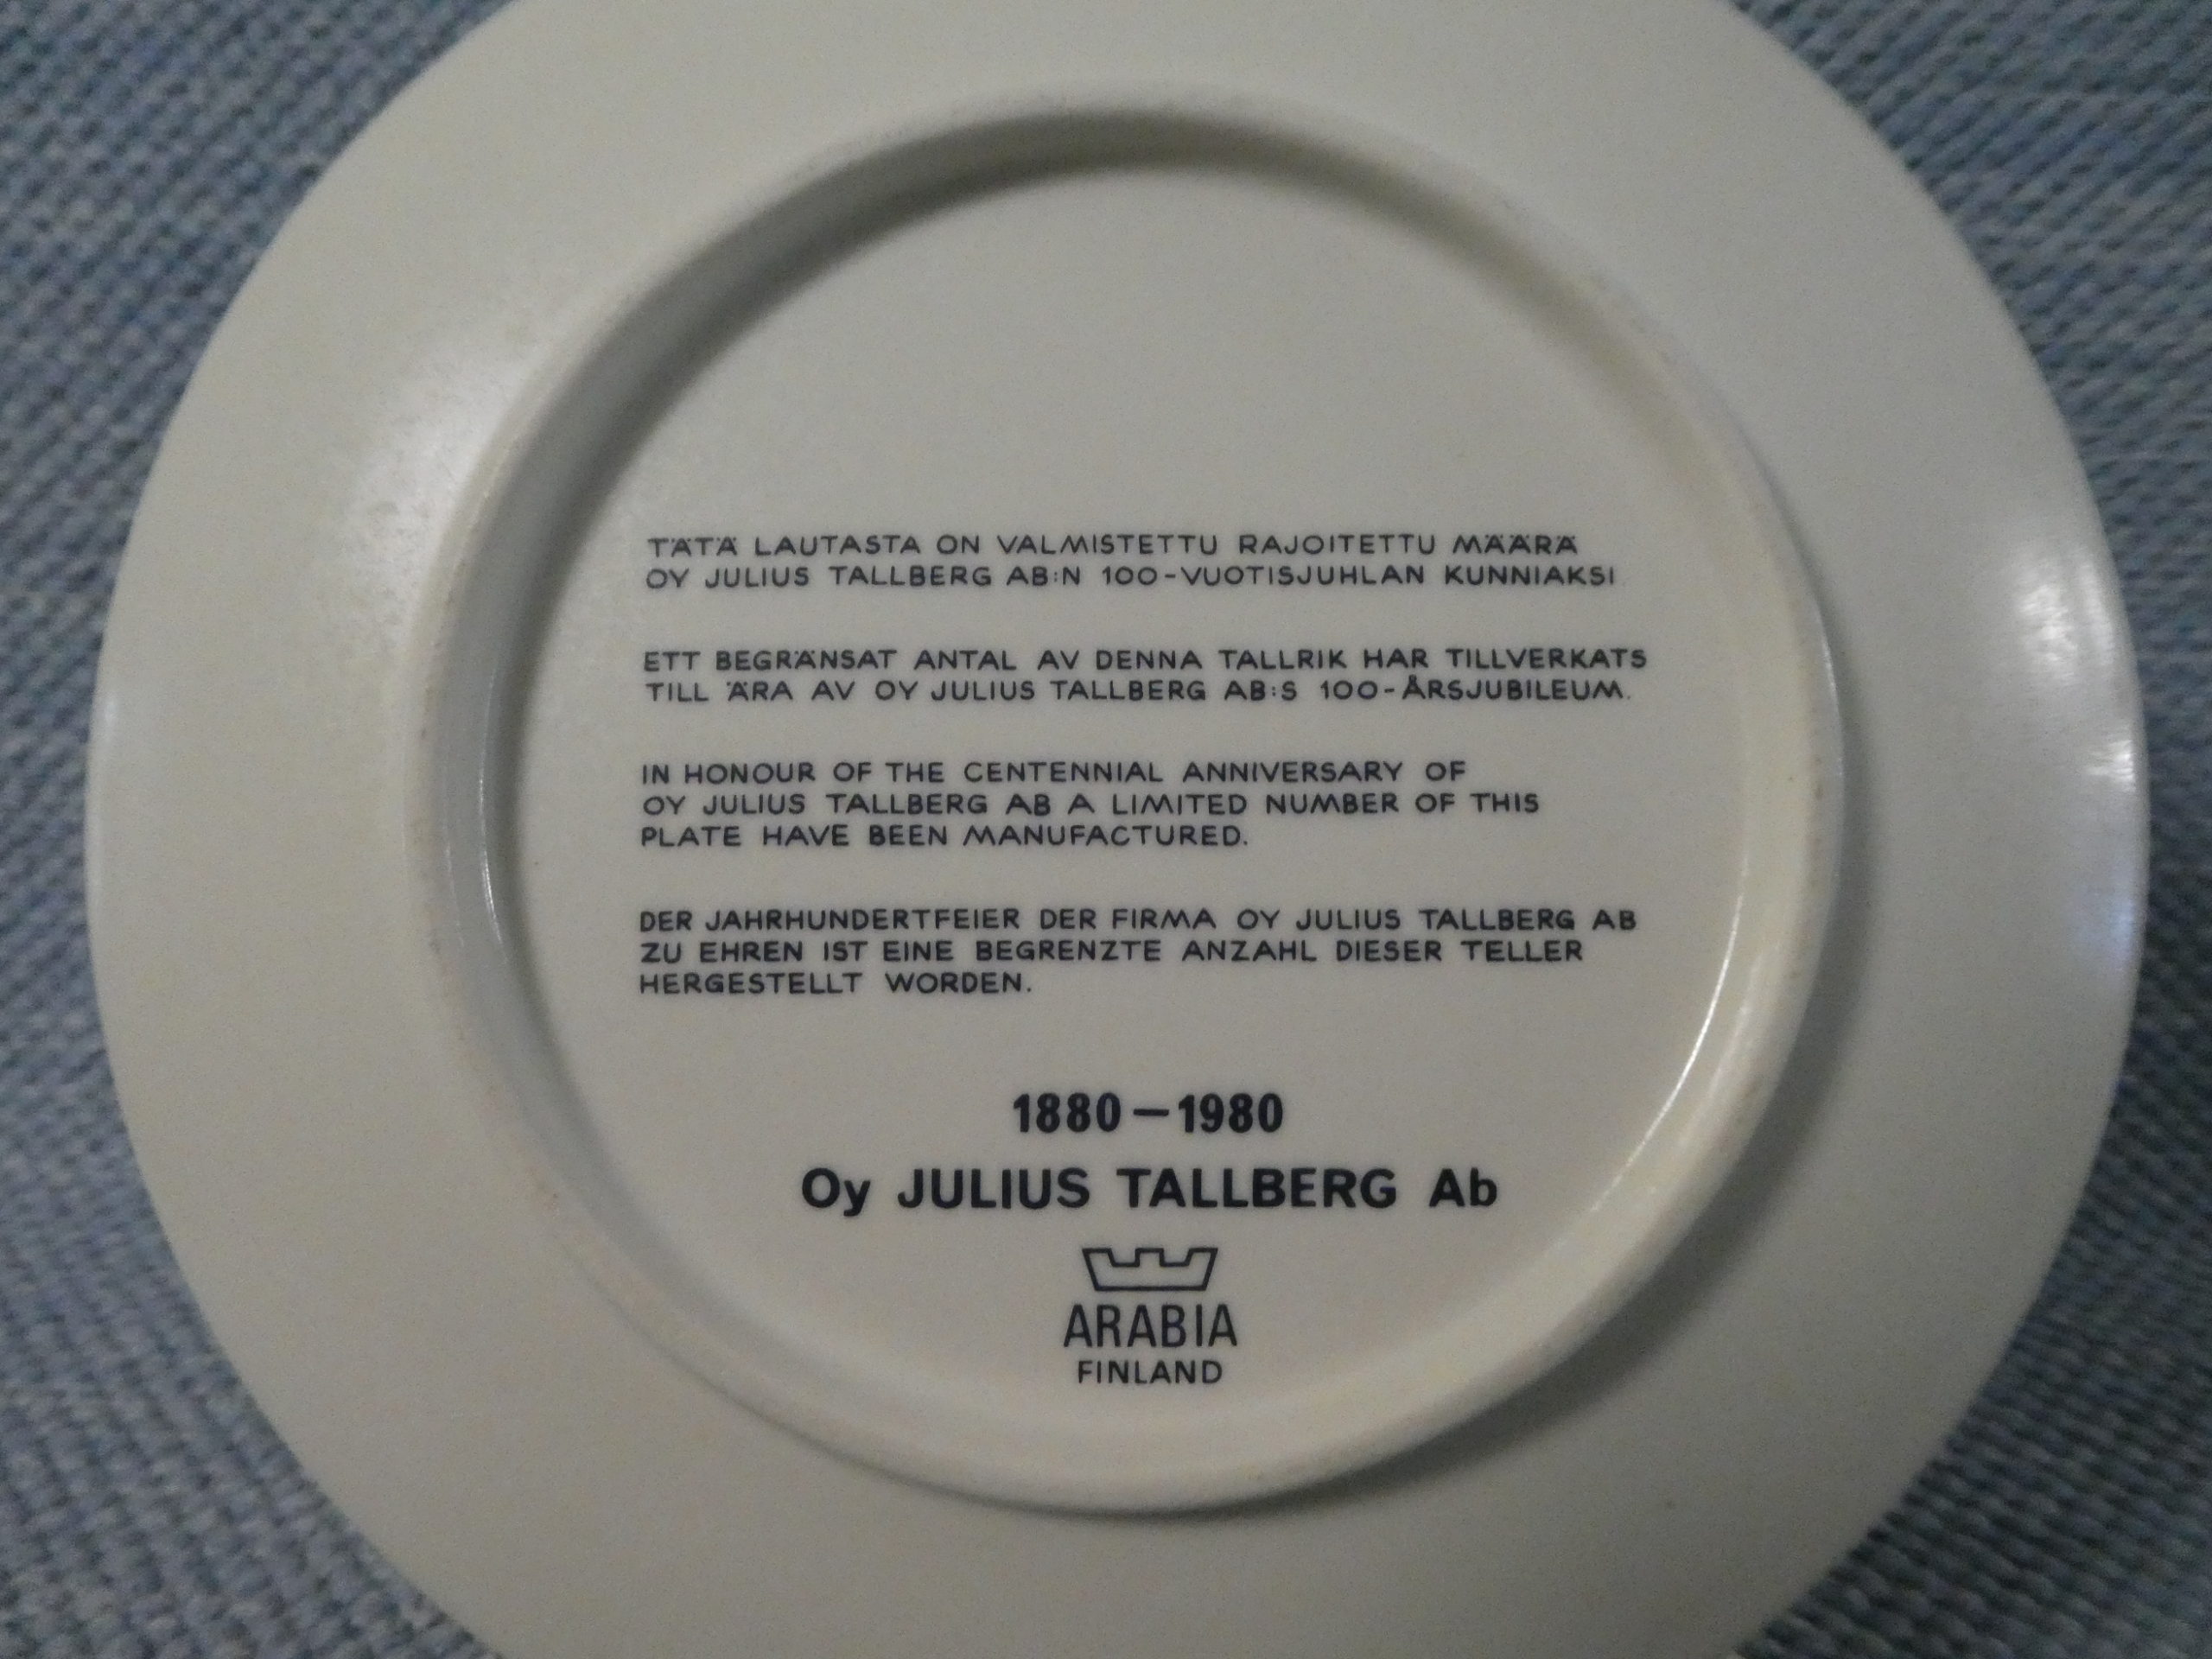 TÄTÄ LAUTASTA ON VALMISTETTU RAJOITETTU MÄÄRÄ
OY JULIUS TALLBERG AB:N 100-VUOTISJUHLAN KUNNIAKSI
ETT BEGRÄNSAT ANTAL AV DENNA TALLRIK HAR TILLVERKATS
TILL ÄRA AV OY JULIUS TALLBERG AB:S 100-ÅRSJUBILEUM.
IN HONOUR OF THE CENTENNIAL ANNIVERSARY OF
OY JULIUS TALLBERG AB A LIMITED NUMBER OF THIS
PLATE HAVE BEEN MANUFACTURED.
DER JAHRHUNDERTFEIER DER FIRMA OY JULIUS TALLBERG AB
ZU EHREN IST EINE BEGRENZTE ANZAHL DIESER TELLER
HERGESTELLT WORDEN.
1880–1980
Oy JULIUS TALLBERG Ab
ARABIA
FINLAND